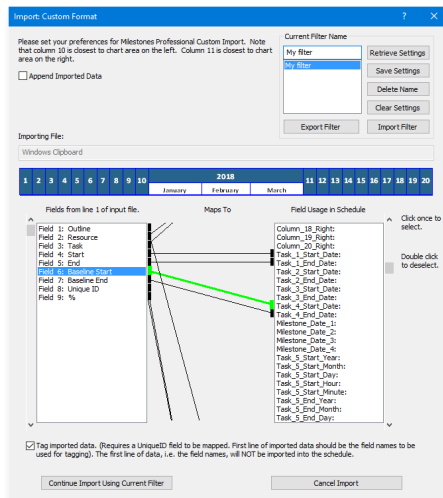 Import: Custom Format
Please set your preferences for Milestones Professional Custom Import. Note
that column 10 is closest to chart area on the left. Column 11 is closest to chart
area on the right.
Append Imported Data
Current Filter Name
My filter
My filter
Retrieve Settings
Save Settings
Delete Name
Clear Settings
Export Filter
Import Filter
Importing File:
Windows Clipboard
1 2 3 4 5 6 7 8 9 10 2018 11 12 13 14 15 16 17 18 19 20
January February March
Fields from line 1 of input file. Maps To Field Usage in Schedule
Field 1: Outline
Field 2: Resource
Field 3: Task
Field 4: Start
Field 5: End
Field 6: Baseline Start
Field 7: Baseline End
Field 8: Unique ID
Field 9: %
Column_18_Right:
Column_19_Right:
Column_20_Right:
Task_1_Start_Date:
Task_1_End_Date:
Task_2_Start_Date:
Task_2_End_Date:
Task_3_Start_Date:
Task_3_End_Date:
Task_4_Start_Date:
Task_4_End_Date:
Milestone_Date_1:
Milestone_Date_2:
Milestone_Date_3:
Milestone_Date_4:
Task_5_Start_Year:
Task_5_Start_Month:
Task_5_Start_Day:
Task_5_Start_Hour:
Task_5_Start_Minute:
Task_5_End_Year:
Task_5_End_Month:
Task_5_End_Day:
Click once to
select.
Double click
to deselect.
Tag imported data. (Requires a UniqueID field to be mapped. First line of imported data should be the field names to be
used for tagging). The first line of data, i.e. the field names, will NOT be imported into the schedule.
Continue Import Using Current Filter
Cancel Import